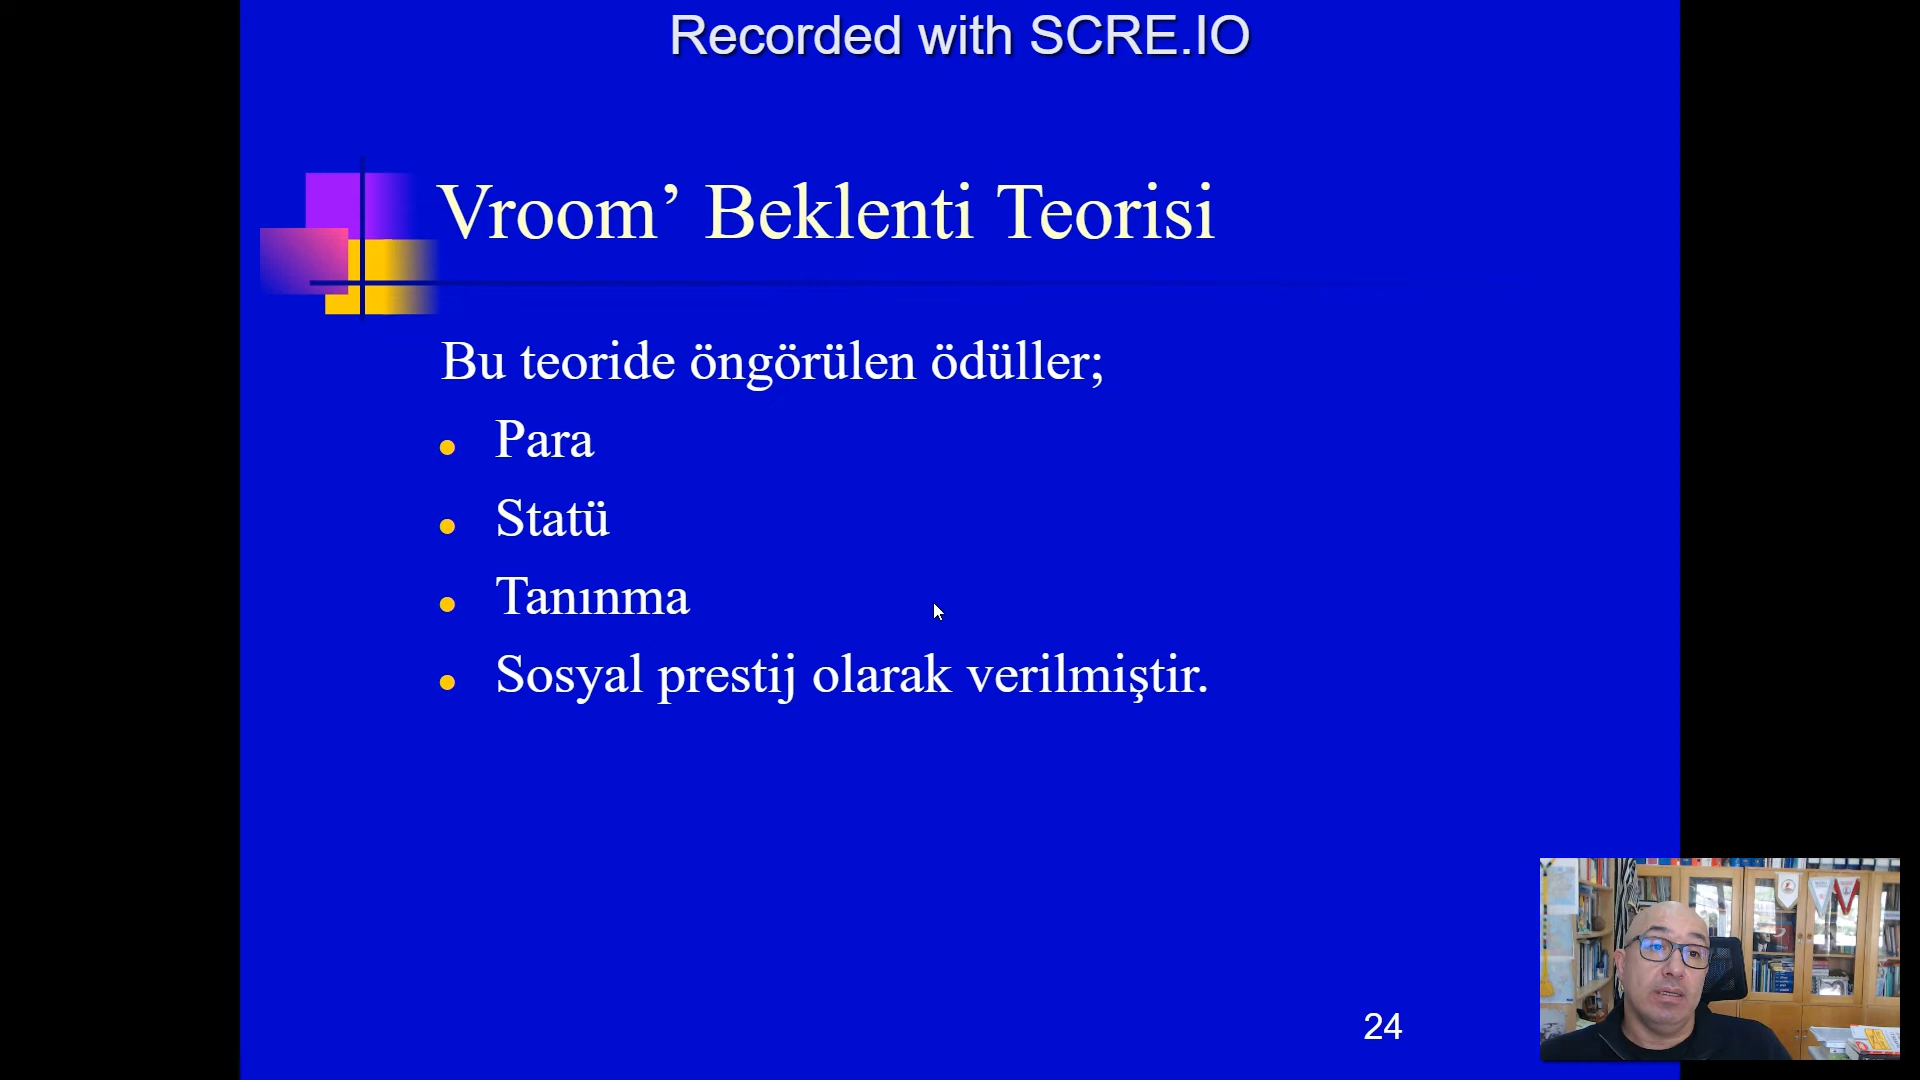 Recorded with SCRE.IO
Vroom’ Beklenti Teorisi
Bu teoride öngörülen ödüller;
• Para
• Statü
• Tanınma
• Sosyal prestij olarak verilmiştir.
24